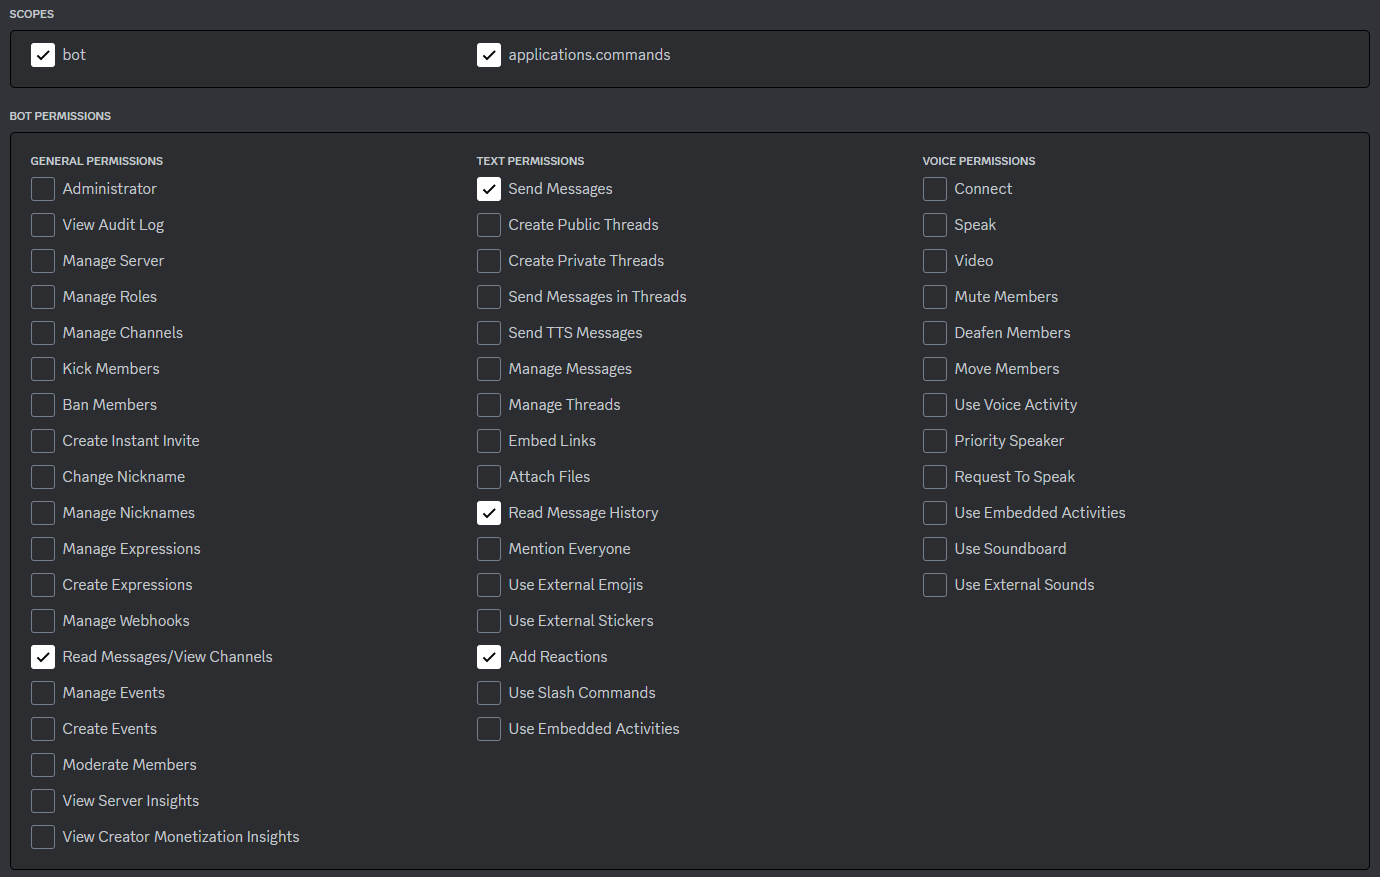 SCOPES
bot
applications.commands
BOT PERMISSIONS
GENERAL PERMISSIONS
Administrator
View Audit Log
Manage Server
Manage Roles
Manage Channels
Kick Members
Ban Members
Create Instant Invite
Change Nickname
Manage Nicknames
Manage Expressions
Create Expressions
Manage Webhooks
Read Messages/View Channels
Manage Events
Create Events
Moderate Members
View Server Insights
View Creator Monetization Insights
TEXT PERMISSIONS
Send Messages
Create Public Threads
Create Private Threads
Send Messages in Threads
Send TTS Messages
Manage Messages
Manage Threads
Embed Links
Attach Files
Read Message History
Mention Everyone
Use External Emojis
Use External Stickers
Add Reactions
Use Slash Commands
Use Embedded Activities
VOICE PERMISSIONS
Connect
Speak
Video
Mute Members
Deafen Members
Move Members
Use Voice Activity
Priority Speaker
Request To Speak
Use Embedded Activities
Use Soundboard
Use External Sounds